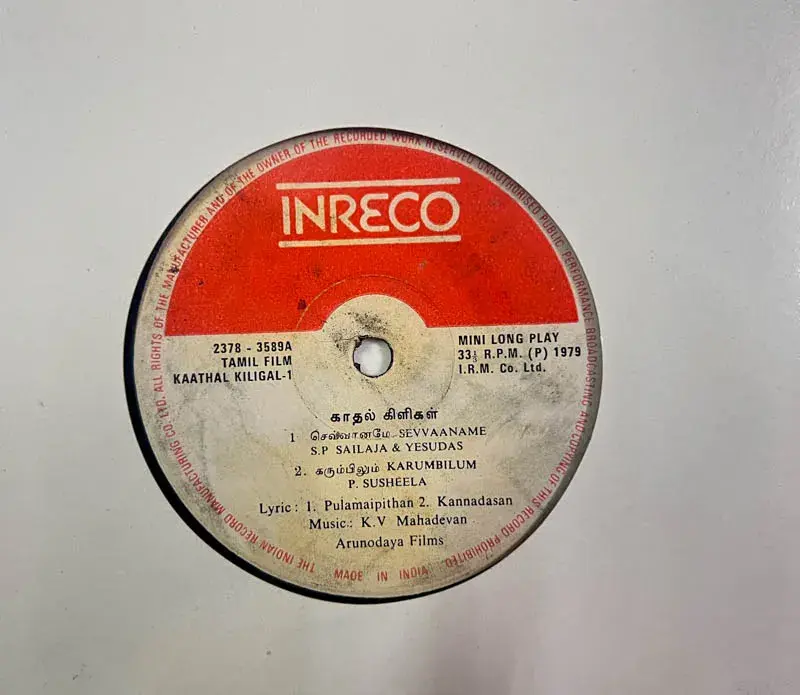 INRECO
2378 - 3589A
TAMIL FILM
KAATHAL KILIGAL-1
MINI LONG PLAY
33⅓ R.P.M. (P) 1979
I.R.M. Co. Ltd.
காதல் கிளிகள்
1 செவ்வானமே SEVVAANAME
S.P SAILAJA & YESUDAS
2. கரும்பிலும் KARUMBILUM
P. SUSHEELA
Lyric : 1. Pulamaipithan 2. Kannadasan
Music.: K.V Mahadevan
Arunodaya Films
THE INDIAN RECORD MANUFACTURING CO LTD. ALL RIGHTS OF THE MANUFACTURER AND OF THE OWNER OF THE RECORDED WORK RESERVED UNAUTHORISED PUBLIC PERFORMANCE BROADCASTING AND COPYING OF THIS RECORD PROHIBITED
MADE IN INDIA